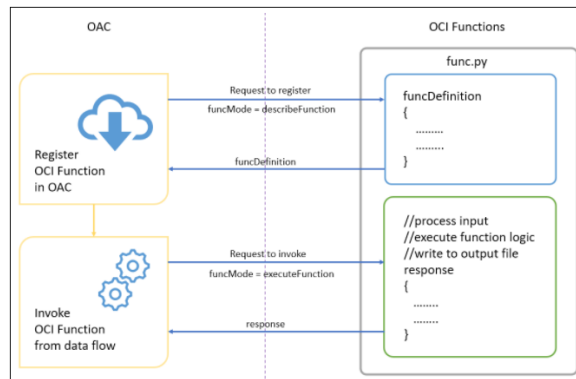 OAC
OCI Functions
func.py
Request to register
funcMode = describeFunction
funcDefinition
{
.........
.........
}
Register
OCI Function
in OAC
funcDefinition
//process input
//execute function logic
//write to output file
response
{
........
........
}
Request to invoke
funcMode = executeFunction
Invoke
OCI Function
from data flow
response